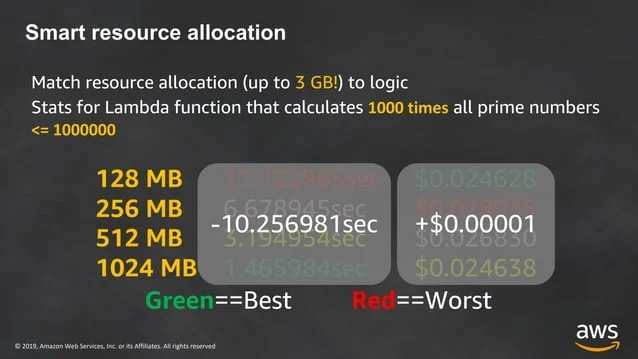 Smart resource allocation
Match resource allocation (up to 3 GB!) to logic
Stats for Lambda function that calculates 1000 times all prime numbers
<= 1000000
128 MB 11.722965sec $0.024628
256 MB 6.678945sec
-10.256981sec +$0.00001
512 MB 3.194954sec $0.026830
1024 MB 1.465984sec $0.024638
Green==Best Red==Worst
© 2019, Amazon Web Services, Inc. or its Affiliates. All rights reserved
aws